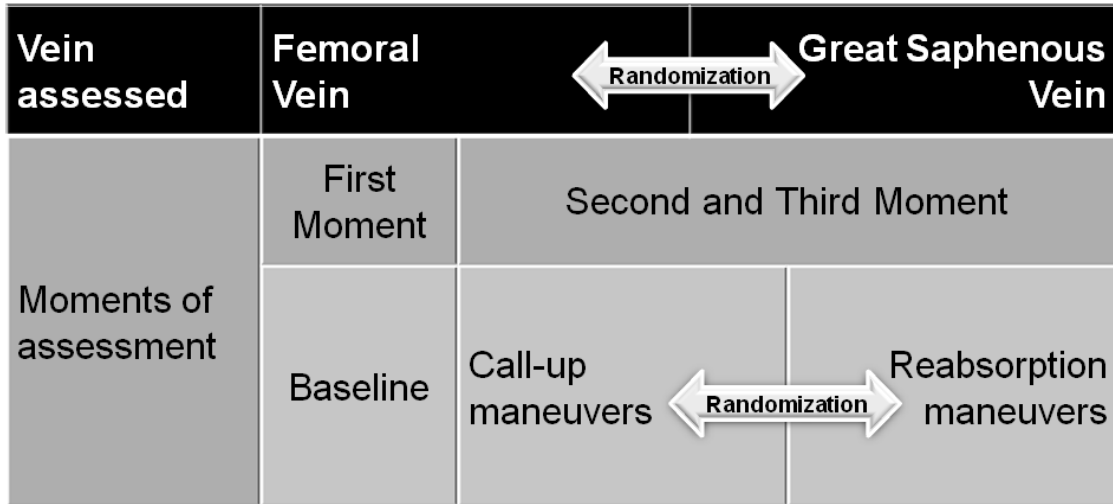 Vein
assessed
Femoral
Vein
Randomization
Great Saphenous
Vein
Moments of
assessment
First
Moment
Second and Third Moment
Baseline
Call-up
maneuvers
Randomization
Reabsorption
maneuvers